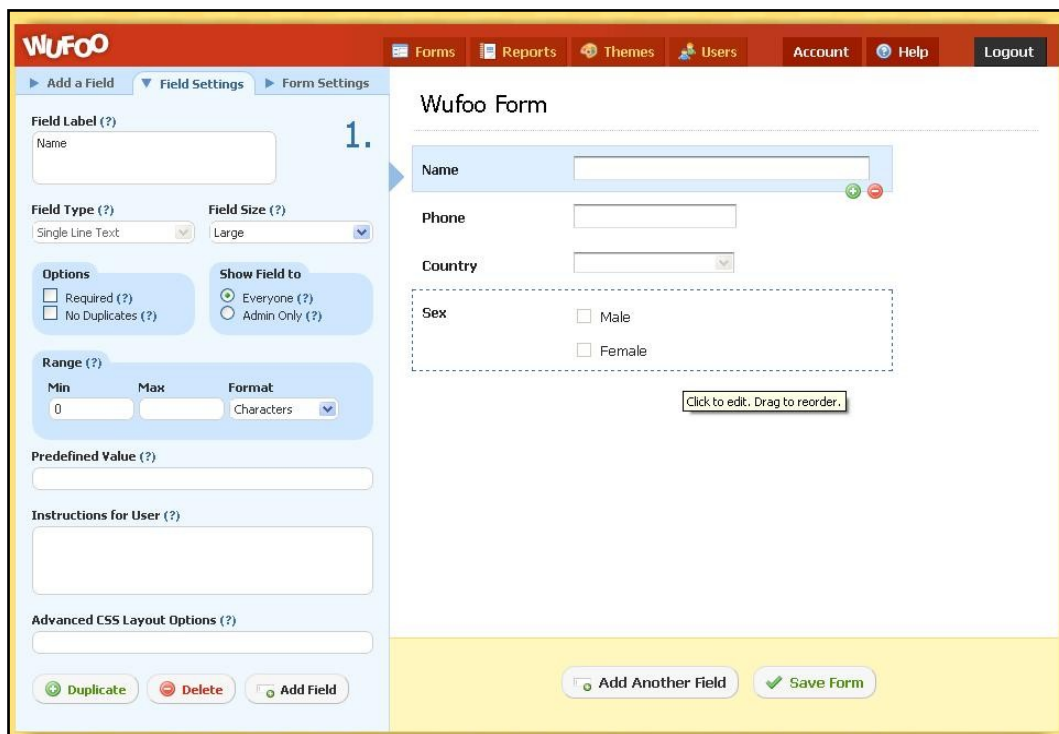 WUFOO
Forms Reports Themes Users Account Help Logout
Add a Field Field Settings Form Settings
Field Label (?)
Name
1.
Field Type (?) Field Size (?)
Single Line Text Large
Options Show Field to
Required (?) Everyone (?)
No Duplicates (?) Admin Only (?)
Range (?)
Min Max Format
0 Characters
Predefined Value (?)
Instructions for User (?)
Advanced CSS Layout Options (?)
Duplicate Delete Add Field
Wufoo Form
Name
Phone
Country
Sex Male
Female
Click to edit. Drag to reorder.
Add Another Field Save Form